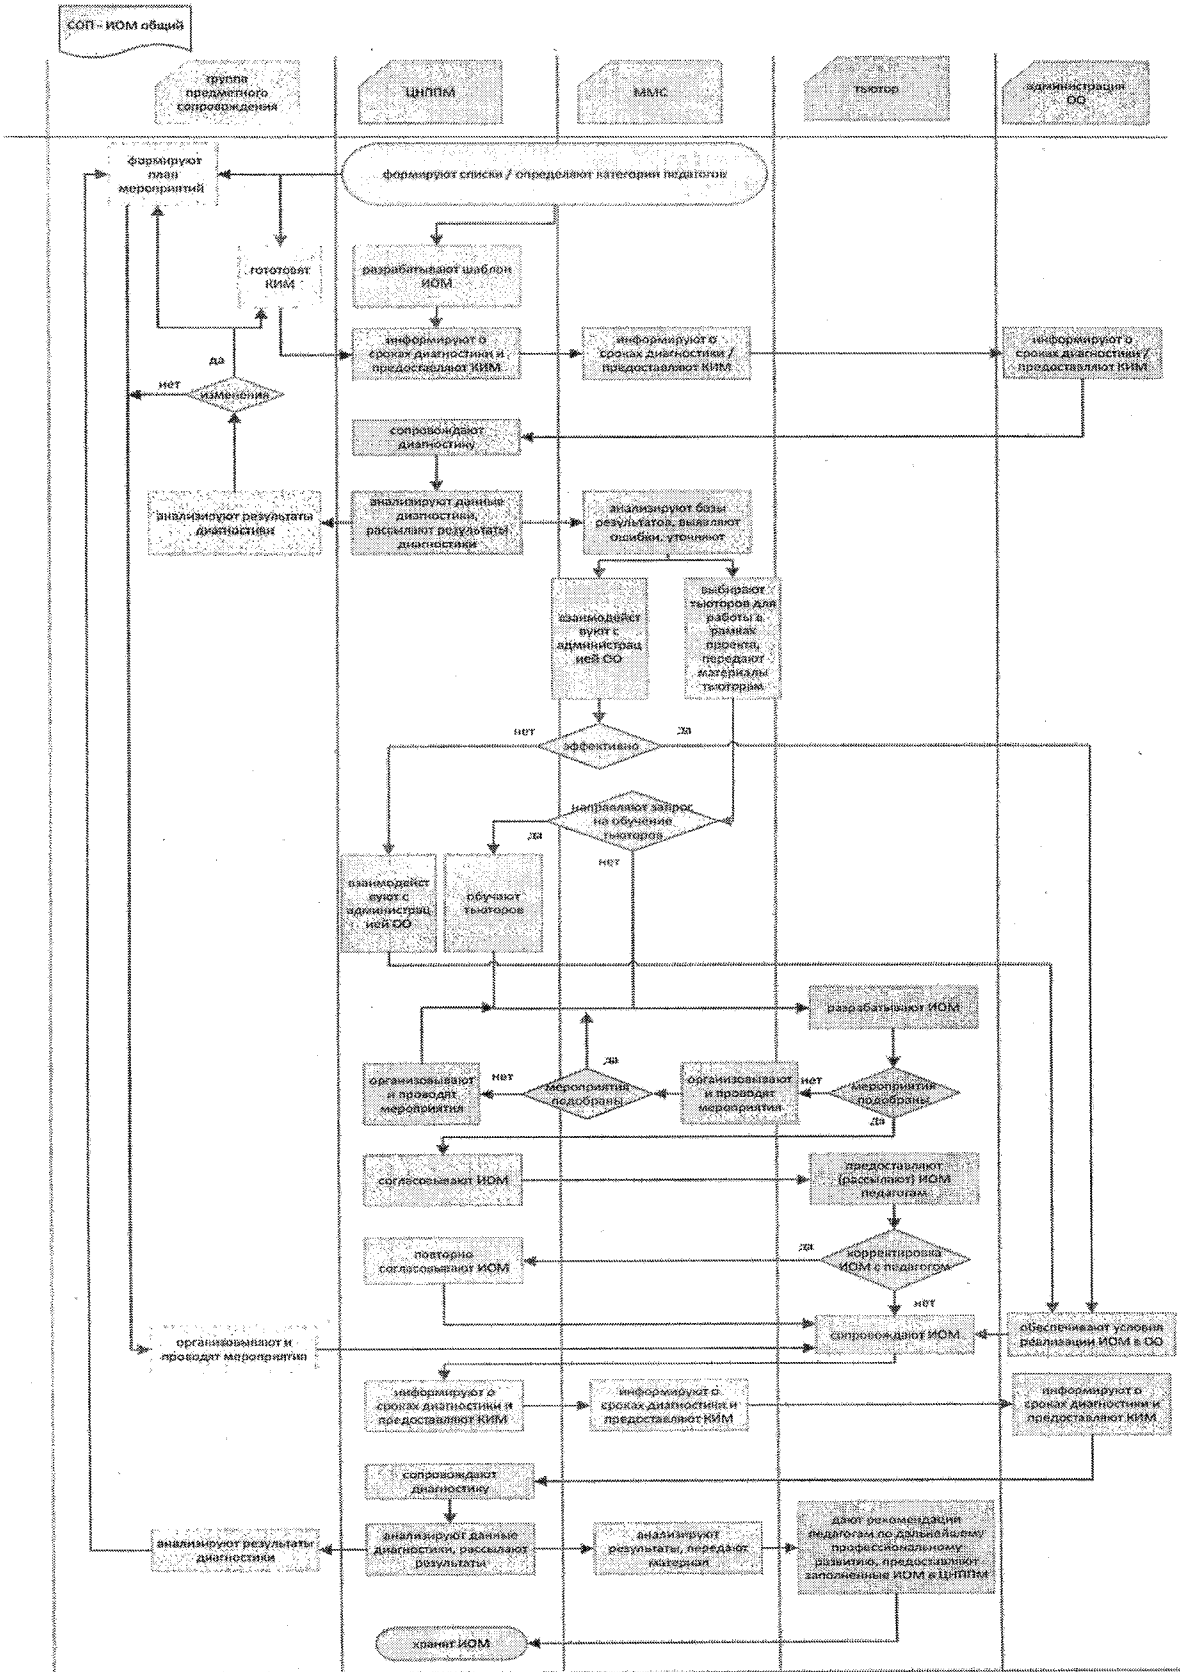 СОП - ИОМ общий
группа
предметного
сопровождения
ЦНППМ
ММС
тьютор
администрация
ОО
формируют
план
мероприятий
формируют списки / определяют категории педагогов
гототовят
КИМ
разрабатывают шаблон
ИОМ
информируют о
сроках диагностики и
предоставляют КИМ
информируют о
сроках диагностики /
предоставляют КИМ
информируют о
сроках диагностики /
предоставляют КИМ
да
нет
изменения
сопровождают
диагностику
анализируют результаты
диагностики
анализируют данные
диагностики,
рассылают результаты
диагностики
анализируют базы
результатов, выявляют
ошибки, уточняют
взаимодейст
вуют с
администрац
ией ОО
выбирают
тьюторов для
работы в
рамках
проекта,
передают
материалы
тьюторам
нет
эффективно
да
направляют запрос
на обучение
тьюторов
да
нет
взаимодейст
вуют с
администрац
ией ОО
обучают
тьюторов
разрабатывают ИОМ
организовывают
и проводят
мероприятия
нет
мероприятия
подобраны
да
организовывают
и проводят
мероприятия
нет
мероприятия
подобраны
да
согласовывают ИОМ
предоставляют
(рассылают) ИОМ
педагогам
повторно
согласовывают ИОМ
да
корректировка
ИОМ с педагогом
нет
организовывают и
проводят мероприятия
сопровождают ИОМ
обеспечивают условия
реализации ИОМ в ОО
информируют о
сроках диагностики и
предоставляют КИМ
информируют о
сроках диагностики и
предоставляют КИМ
информируют о
сроках диагностики и
предоставляют КИМ
сопровождают
диагностику
анализируют результаты
диагностики
анализируют данные
диагностики, рассылают
результаты
анализируют
результаты, передают
материал
дают рекомендации
педагогам по дальнейшему
профессиональному
развитию, предоставляют
заполненные ИОМ в ЦНППМ
хранят ИОМ